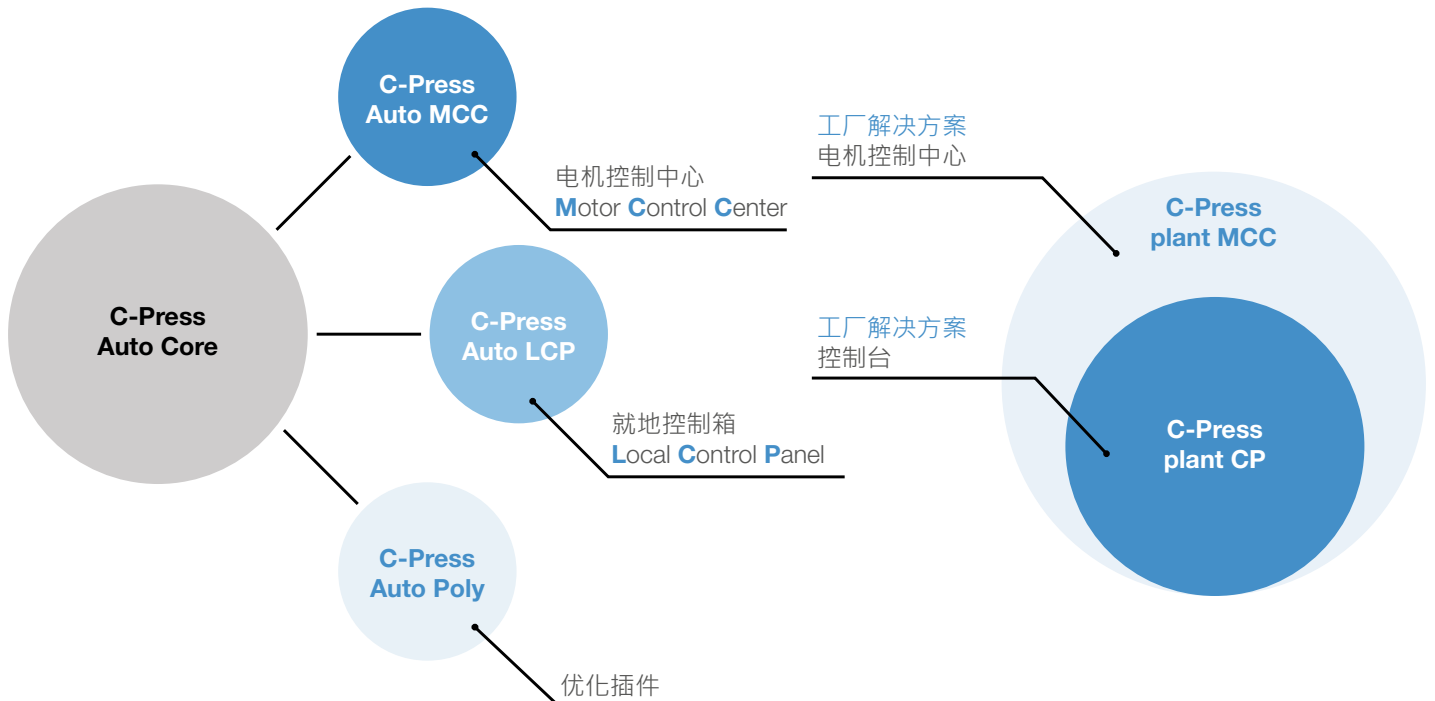 C-Press
Auto MCC
电机控制中心
Motor Control Center
C-Press
Auto Core
C-Press
Auto LCP
就地控制箱
Local Control Panel
C-Press
Auto Poly
优化插件
工厂解决方案
电机控制中心
C-Press
plant MCC
工厂解决方案
控制台
C-Press
plant CP